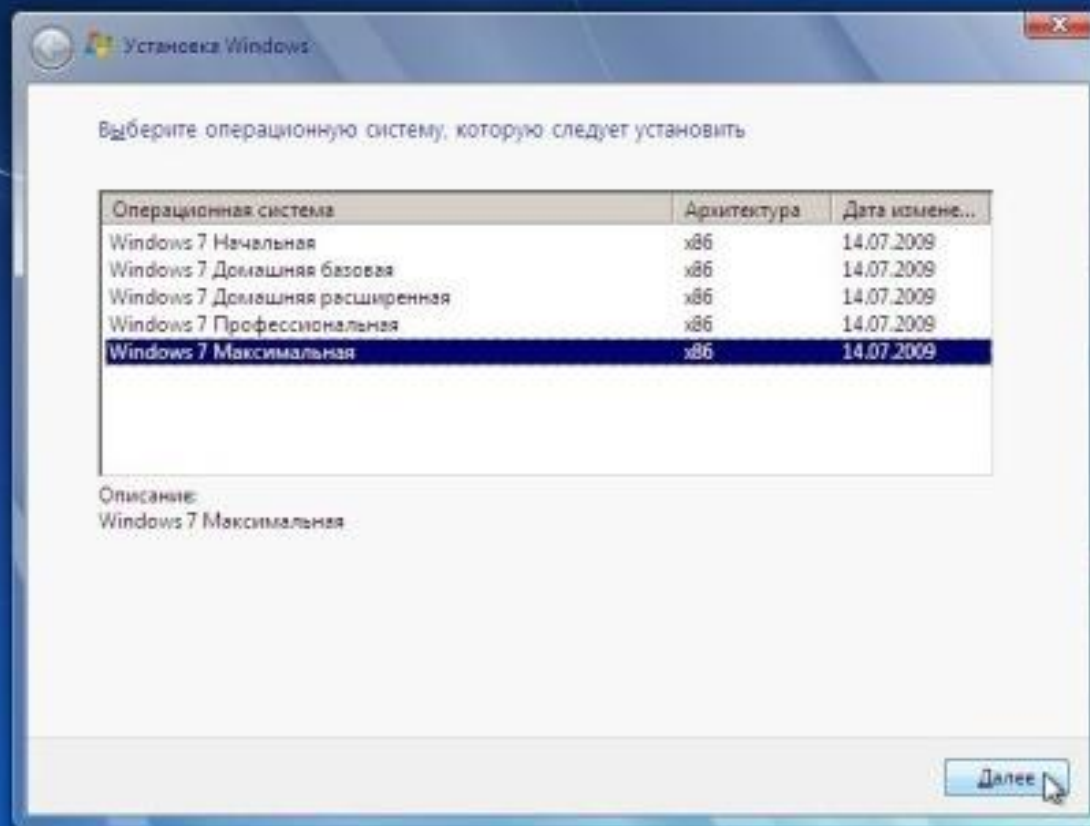 Установка Windows
Выберите операционную систему, которую следует установить
Операционная система Архитектура Дата измене...
Windows 7 Начальная x86 14.07.2009
Windows 7 Домашняя базовая x86 14.07.2009
Windows 7 Домашняя расширенная x86 14.07.2009
Windows 7 Профессиональная x86 14.07.2009
Windows 7 Максимальная x86 14.07.2009
Описание:
Windows 7 Максимальная
Далее